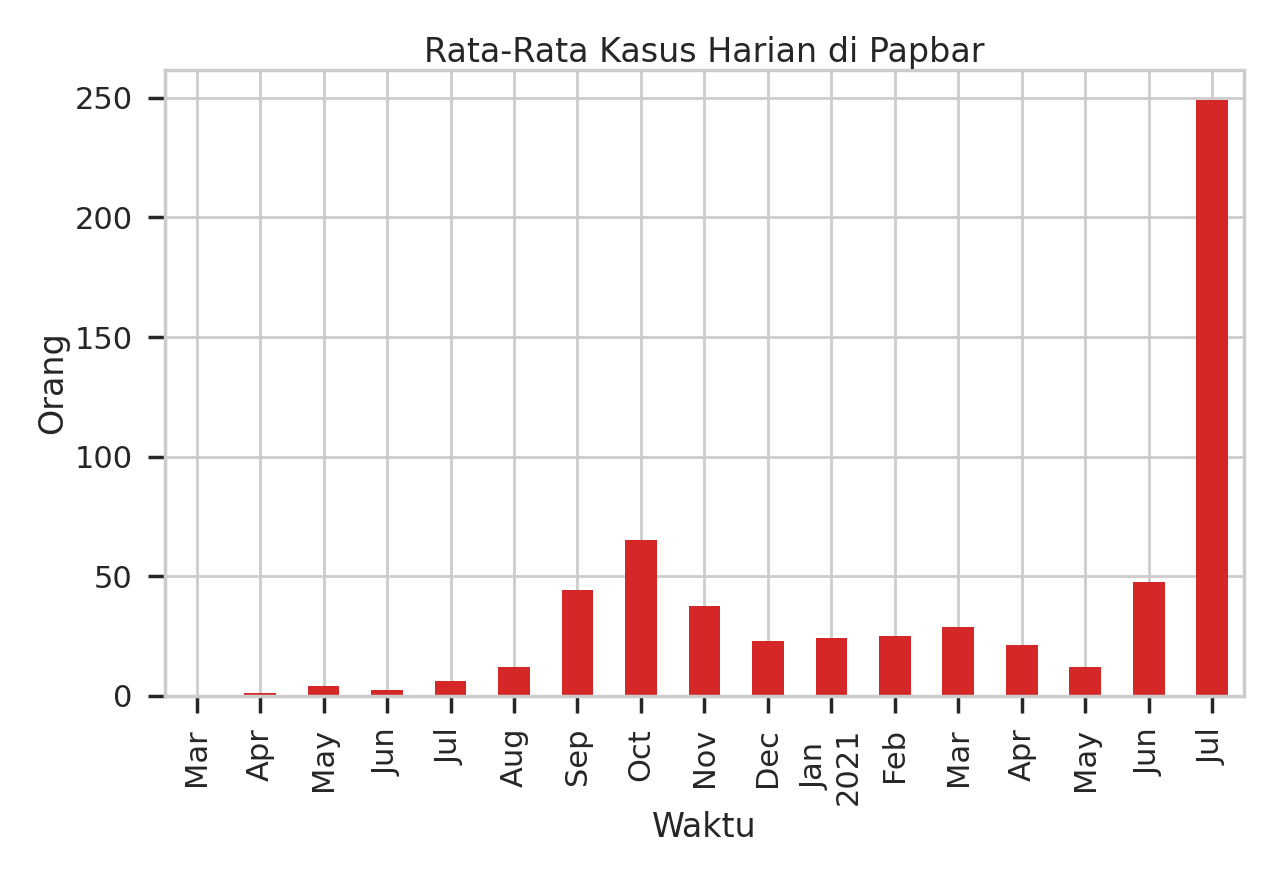 Rata-Rata Kasus Harian di Papbar
250
200
150
100
50
0
Orang
Mar
Apr
May
Jun
Jul
Aug
Sep
Oct
Nov
Dec
Jan
2021
Feb
Mar
Apr
May
Jun
Jul
Waktu